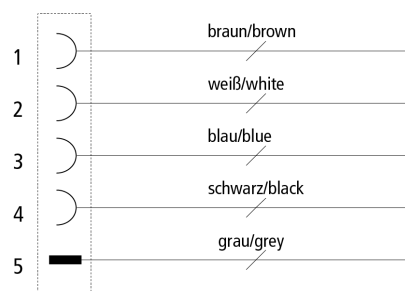 braun/brown
1
weiß/white
2
blau/blue
3
schwarz/black
4
grau/grey
5